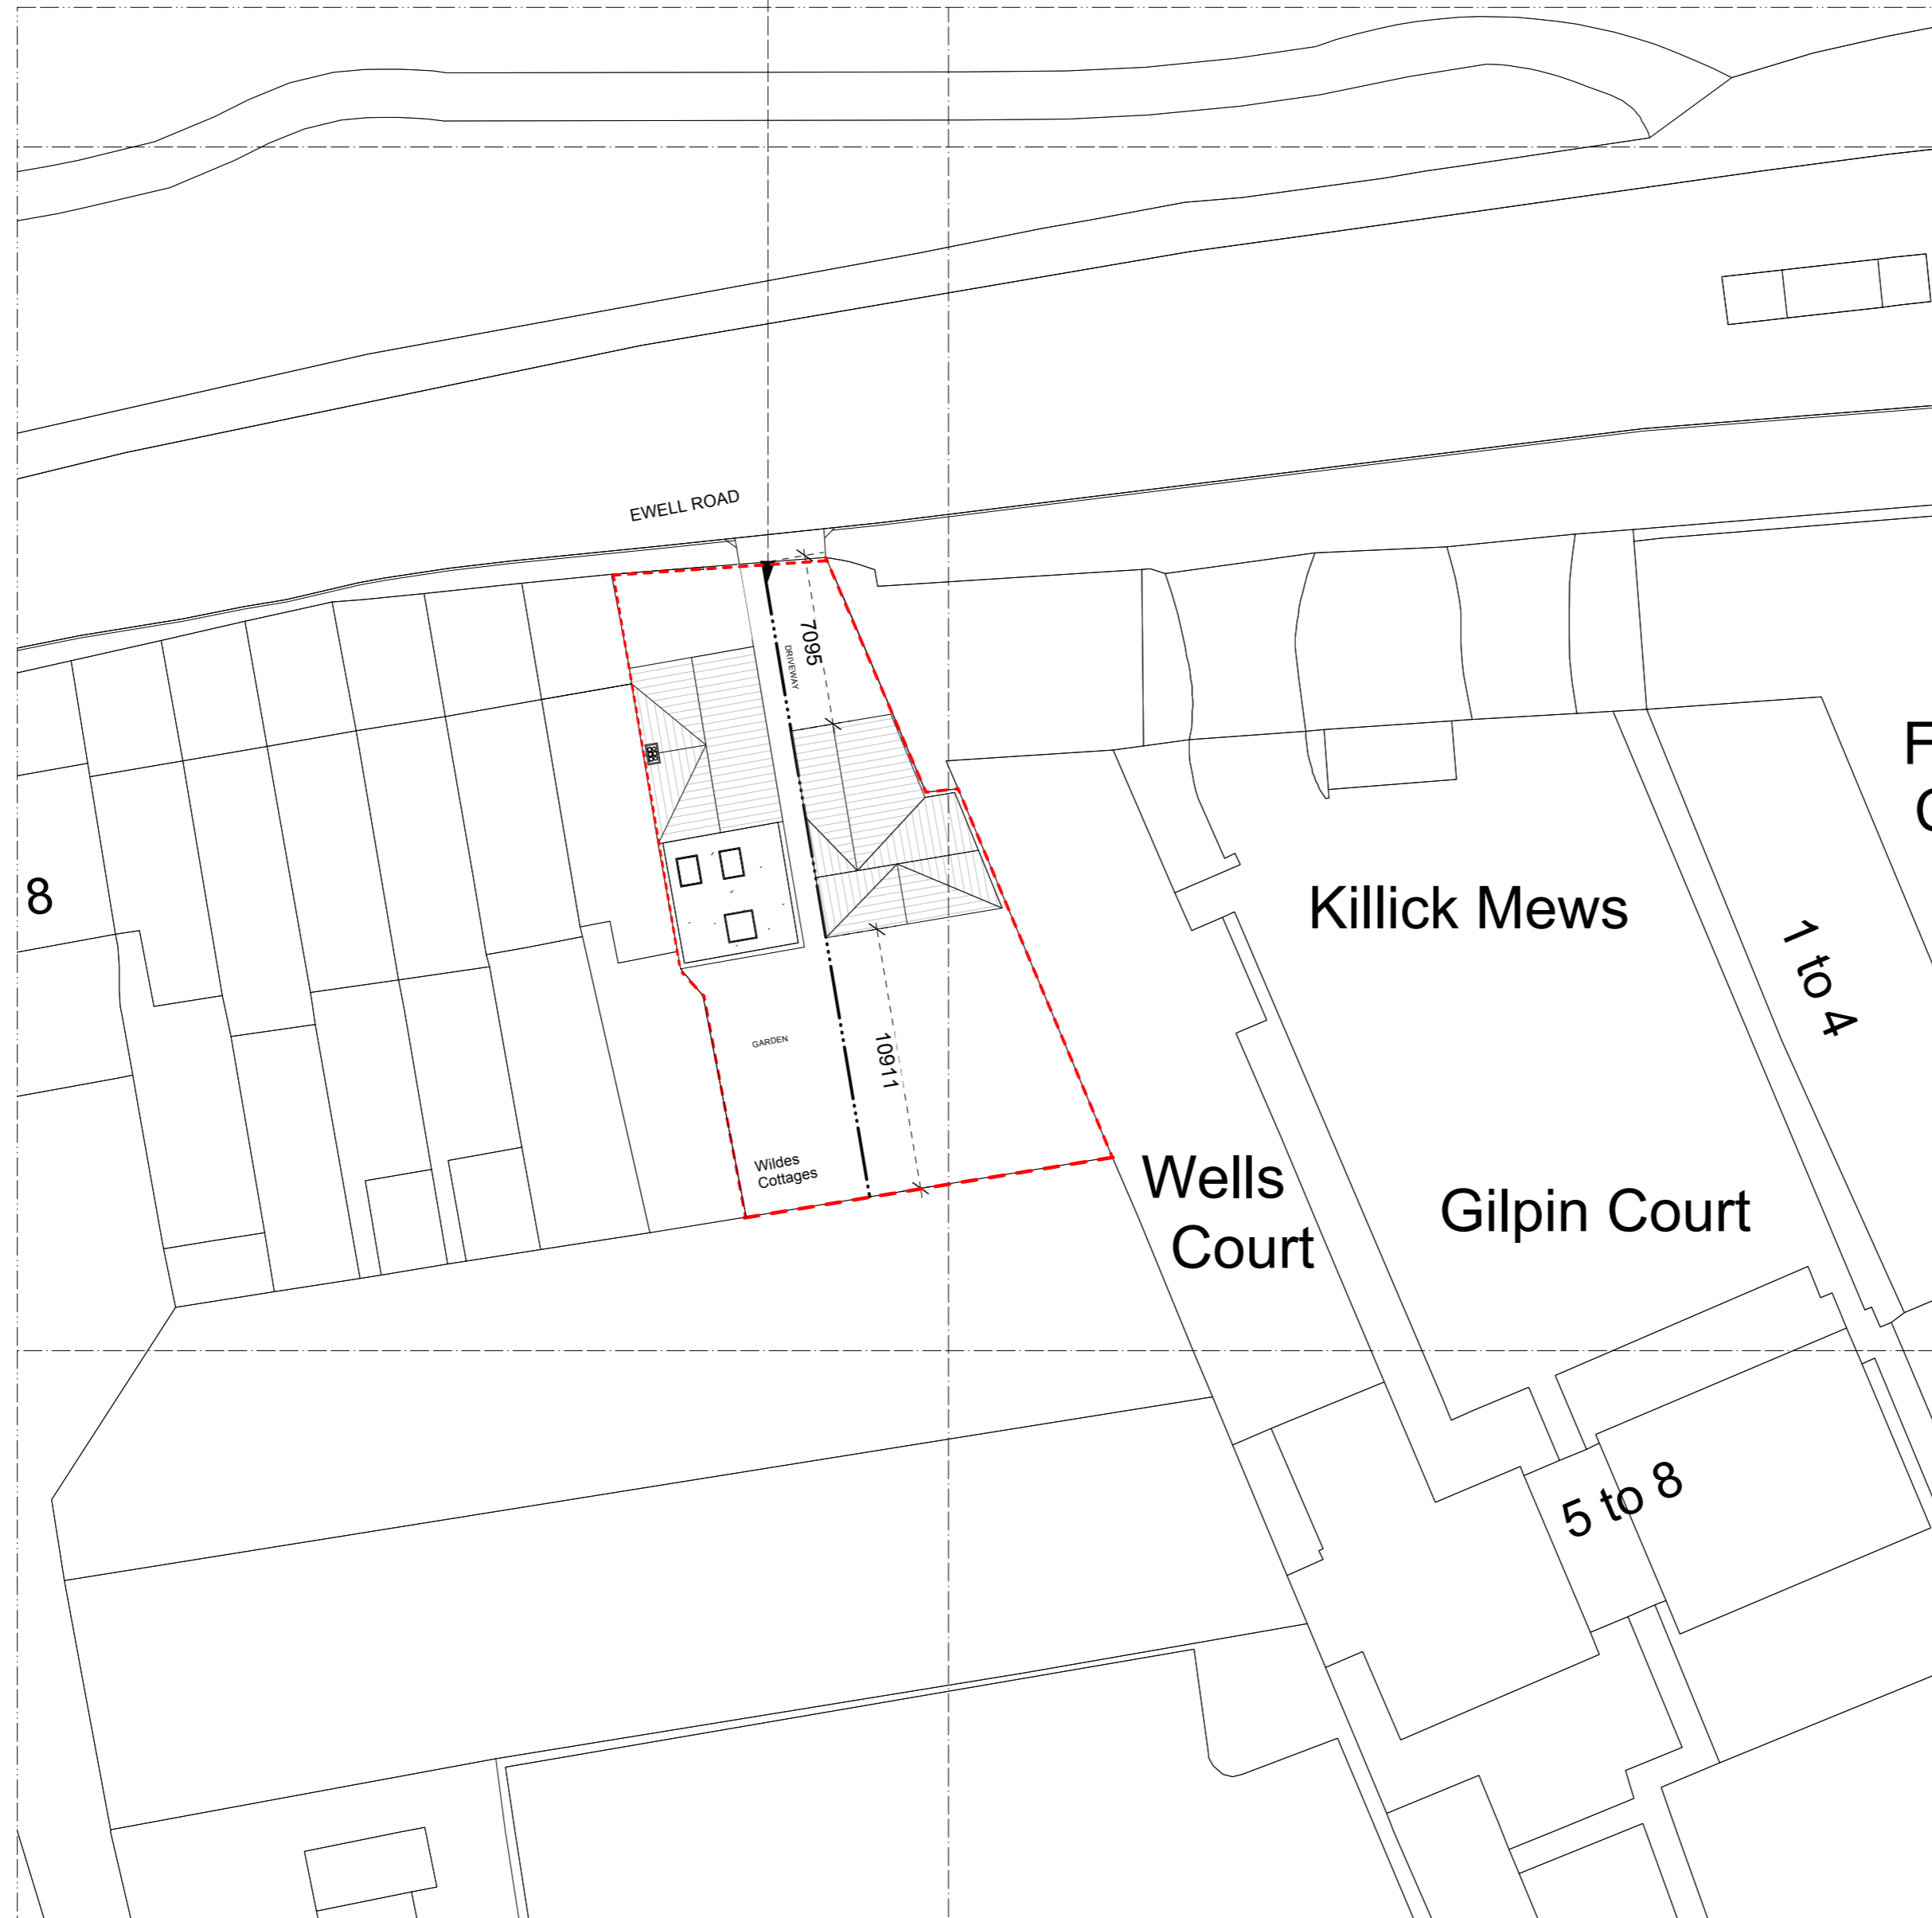 EWELL ROAD
7095
DRIVEWAY
F
C
8
Killick Mews
1 to 4
10911
GARDEN
Wildes
Cottages
Wells
Court
Gilpin Court
5 to 8